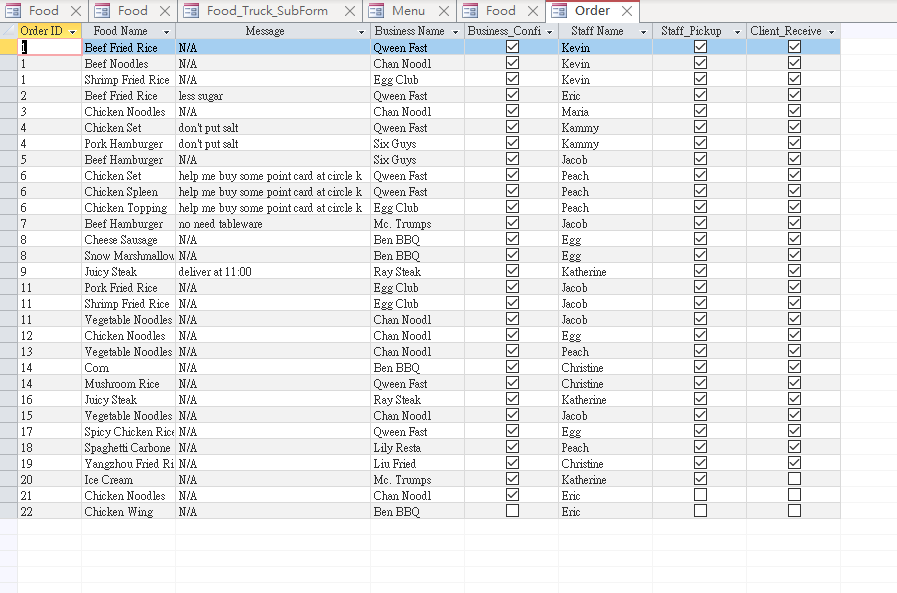 Food Food Food_Truck_SubForm Menu Food Order
Order ID Food Name Message Business Name Business_Confi Staff Name Staff_Pickup Client_Receive
1 Beef Fried Rice N/A Qween Fast Kevin
1 Beef Noodles N/A Chan Noodl Kevin
1 Shrimp Fried Rice N/A Egg Club Kevin
2 Beef Fried Rice less sugar Qween Fast Eric
3 Chicken Noodles N/A Chan Noodl Maria
4 Chicken Set don't put salt Qween Fast Kammy
4 Pork Hamburger don't put salt Six Guys Kammy
5 Beef Hamburger N/A Six Guys Jacob
6 Chicken Set help me buy some point card at circle k Qween Fast Peach
6 Chicken Spleen help me buy some point card at circle k Qween Fast Peach
6 Chicken Topping help me buy some point card at circle k Egg Club Peach
7 Beef Hamburger no need tableware Mc. Trumps Jacob
8 Cheese Sausage N/A Ben BBQ Egg
8 Snow Marshmallow N/A Ben BBQ Egg
9 Juicy Steak deliver at 11:00 Ray Steak Katherine
11 Pork Fried Rice N/A Egg Club Jacob
11 Shrimp Fried Rice N/A Egg Club Jacob
11 Vegetable Noodles N/A Chan Noodl Jacob
12 Chicken Noodles N/A Chan Noodl Egg
13 Vegetable Noodles N/A Chan Noodl Peach
14 Corn N/A Ben BBQ Christine
14 Mushroom Rice N/A Qween Fast Christine
16 Juicy Steak N/A Ray Steak Katherine
15 Vegetable Noodles N/A Chan Noodl Jacob
17 Spicy Chicken Rice N/A Qween Fast Egg
18 Spaghetti Carbone N/A Lily Resta Peach
19 Yangzhou Fried Ri N/A Liu Fried Christine
20 Ice Cream N/A Mc. Trumps Katherine
21 Chicken Noodles N/A Chan Noodl Eric
22 Chicken Wing N/A Ben BBQ Eric